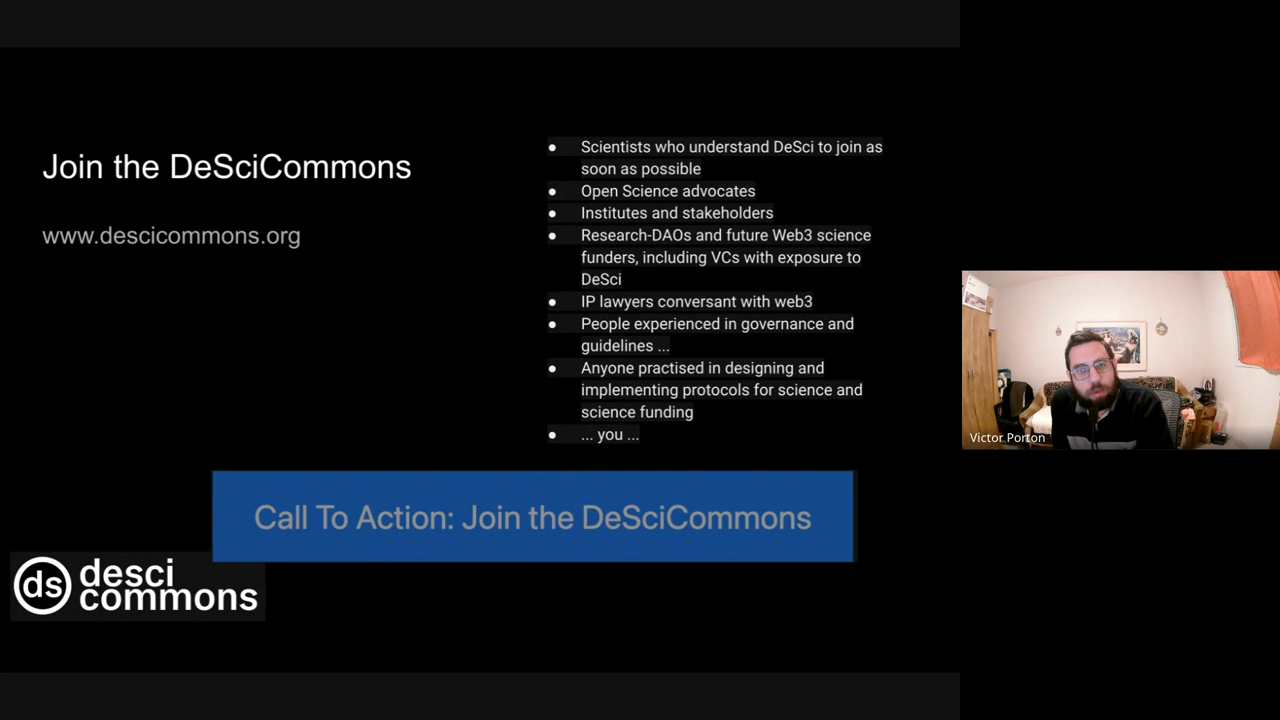 Join the DeSciCommons
www.descicommons.org
● Scientists who understand DeSci to join as
soon as possible
● Open Science advocates
● Institutes and stakeholders
● Research-DAOs and future Web3 science
funders, including VCs with exposure to
DeSci
● IP lawyers conversant with web3
● People experienced in governance and
guidelines ...
● Anyone practised in designing and
implementing protocols for science and
science funding
● ... you ...
Call To Action: Join the DeSciCommons
ds desci
commons
Victor Porton